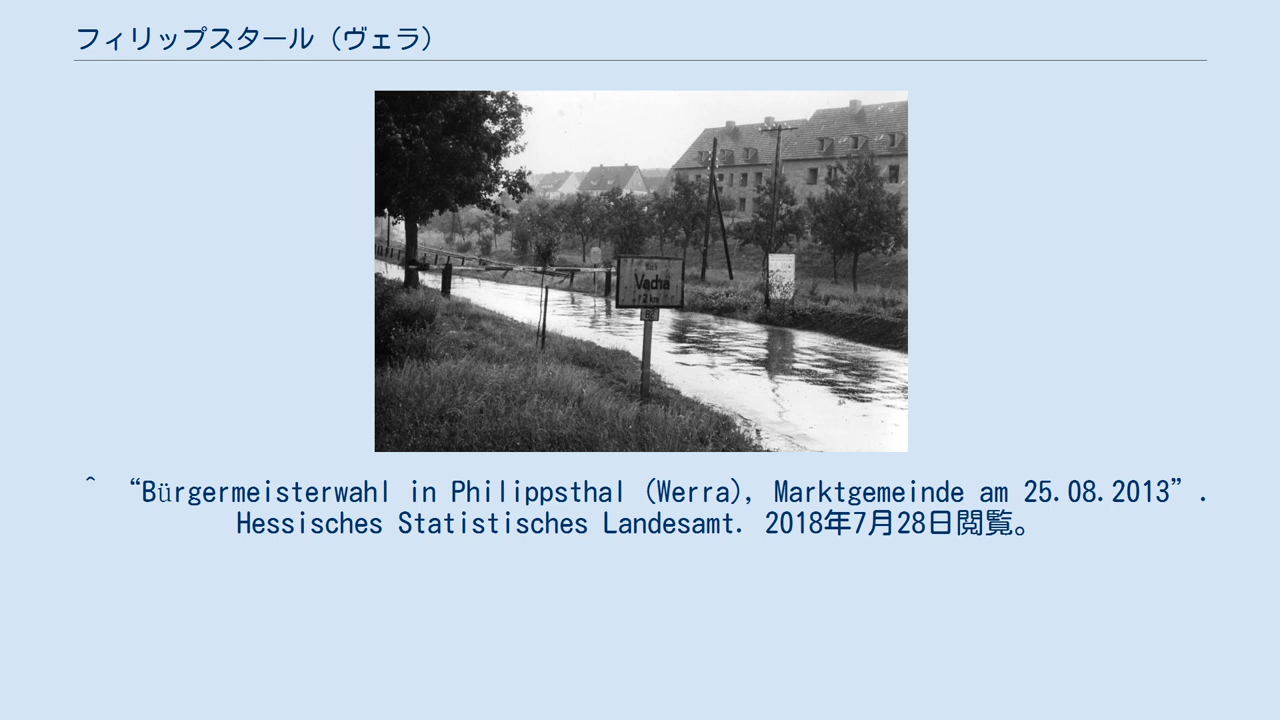 フィリップスタール（ヴェラ）
Nach
Vacha
2 km
62
^ “Bürgermeisterwahl in Philippsthal (Werra), Marktgemeinde am 25.08.2013”.
Hessisches Statistisches Landesamt. 2018年7月28日閲覧。